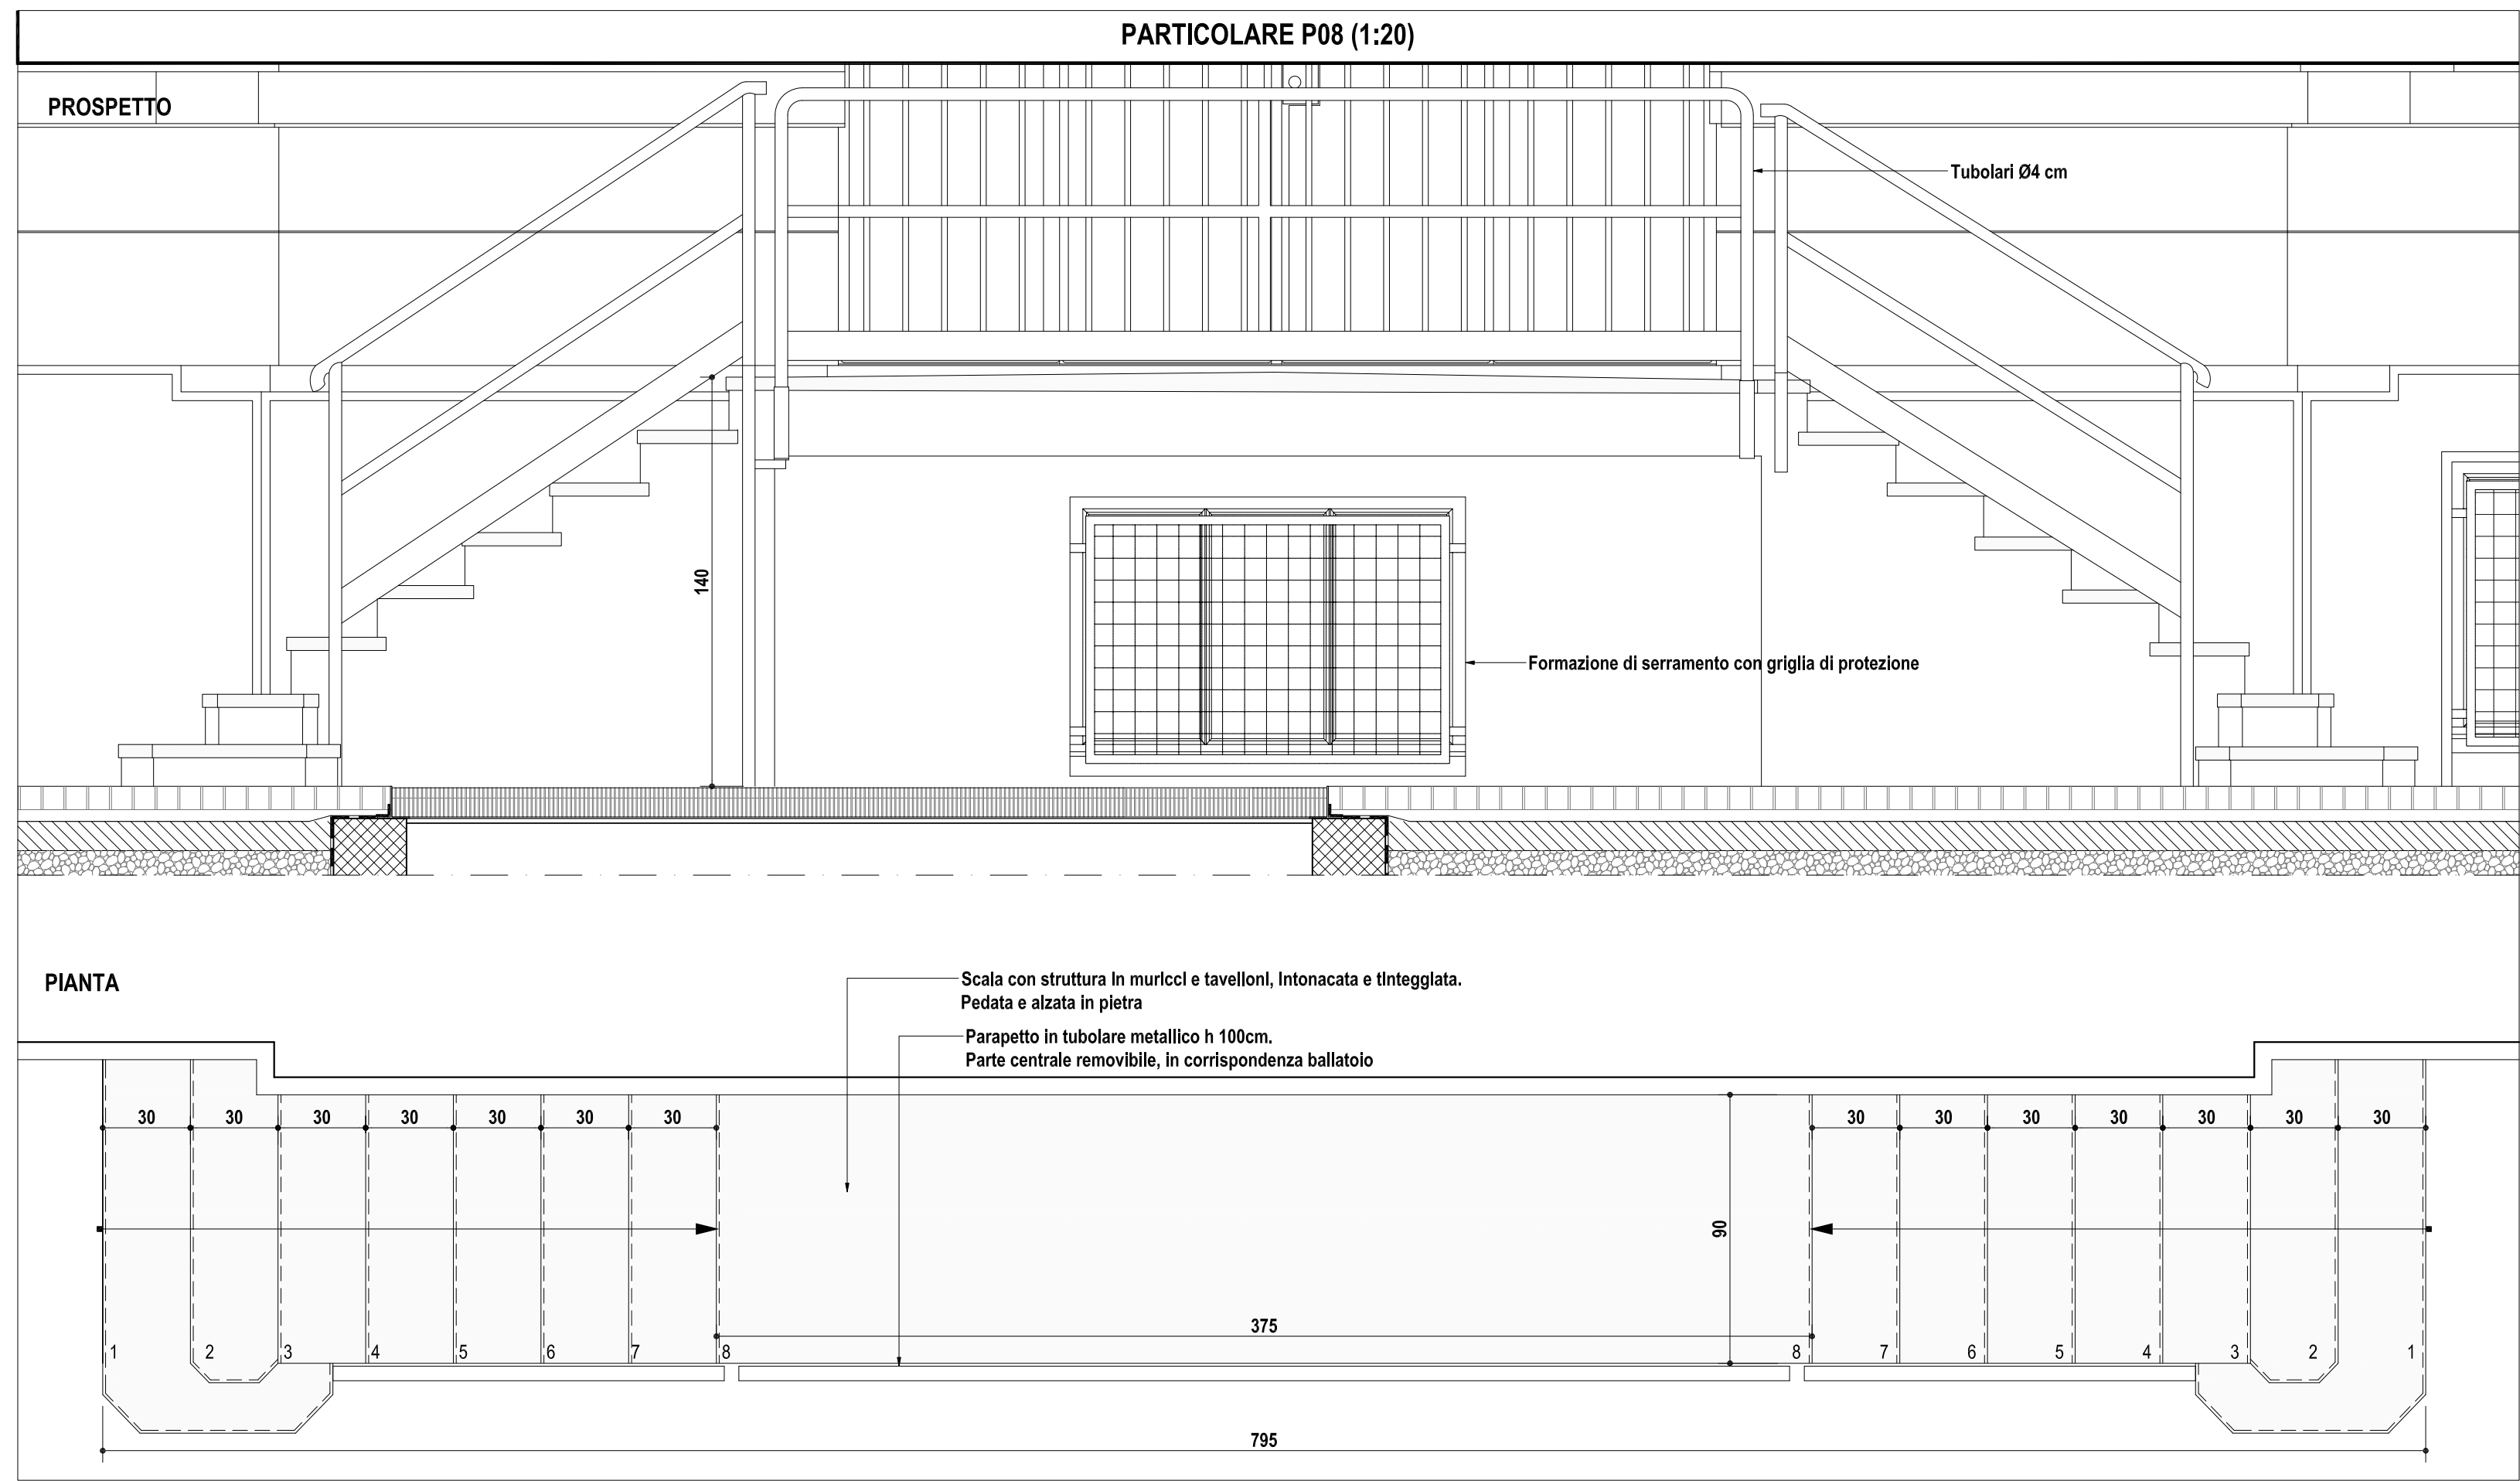 PARTICOLARE P08 (1:20)
PROSPETTO
Tubolari Ø4 cm
140
Formazione di serramento con griglia di protezione
PIANTA
Scala con struttura in muricci e tavelloni, Intonacata e tinteggiata.
Pedata e alzata in pietra
Parapetto in tubolare metallico h 100cm.
Parte centrale removibile, in corrispondenza ballatoio
30 30 30 30 30 30 30 30 30 30 30 30 30 30
90
375
1 2 3 4 5 6 7 8 8 7 6 5 4 3 2 1
795